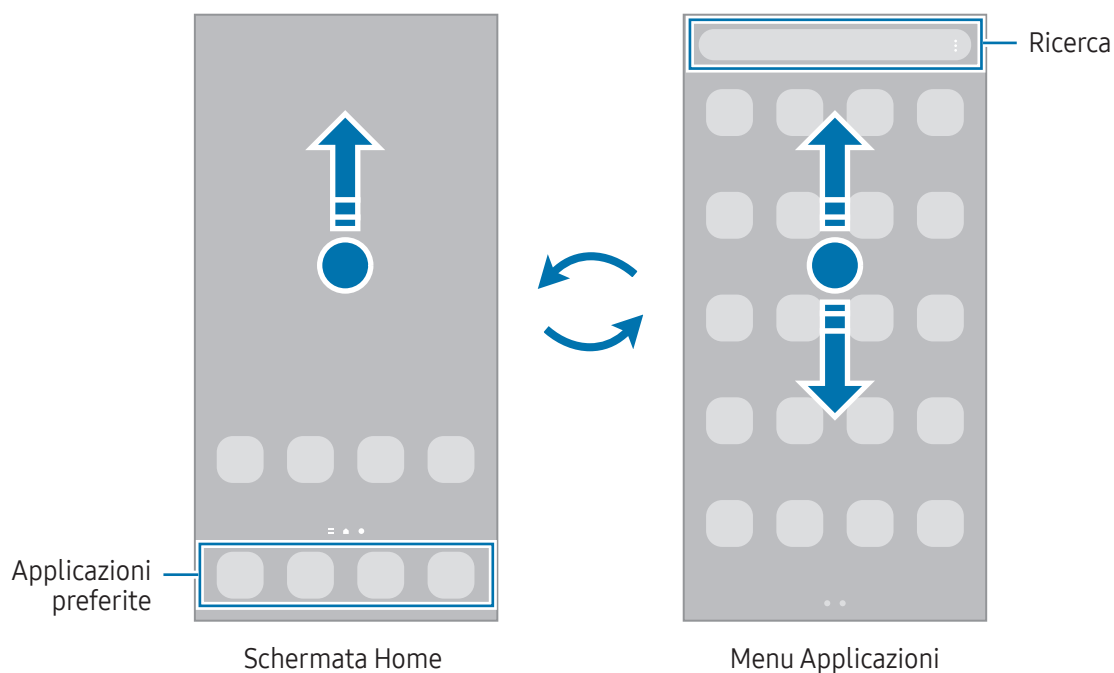 Ricerca
Applicazioni
preferite
Schermata Home
Menu Applicazioni